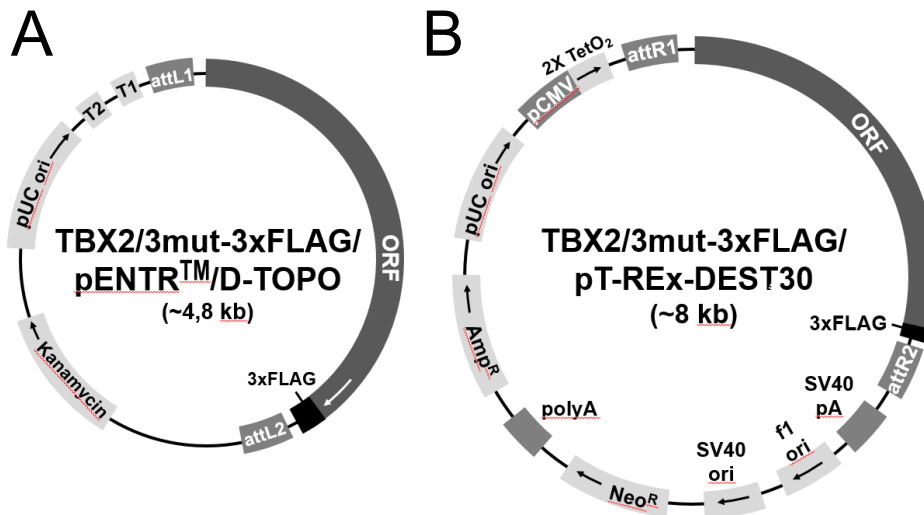 A
attL1
T1
T2
pUC ori
ORF
TBX2/3mut-3xFLAG/
pENTR™/D-TOPO
(~4,8 kb)
Kanamycin
3xFLAG
attL2
B
2X TetO₂
attR1
pCMV
pUC ori
ORF
TBX2/3mut-3xFLAG/
pT-REx-DEST30
(~8 kb)
3xFLAG
attR2
Ampᴿ
polyA
SV40
pA
f1
ori
SV40
ori
Neoᴿ